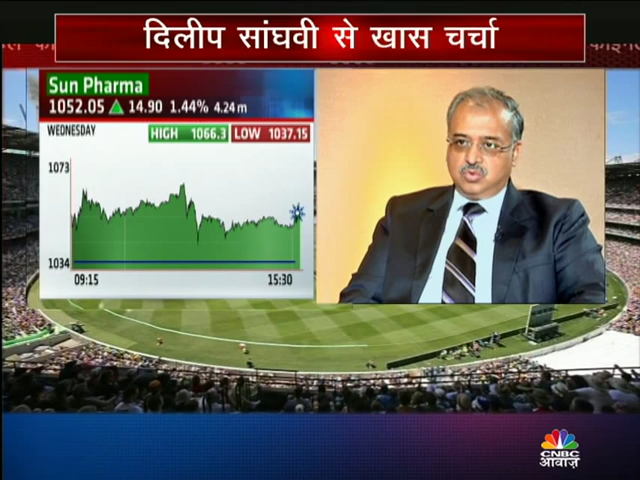 दिलीप सांघवी से खास चर्चा
Sun Pharma
1052.05 ▲ 14.90 1.44% 4.24 m
WEDNESDAY HIGH 1066.3 LOW 1037.15
1073
1034
09:15 15:30
CNBC
आवाज़